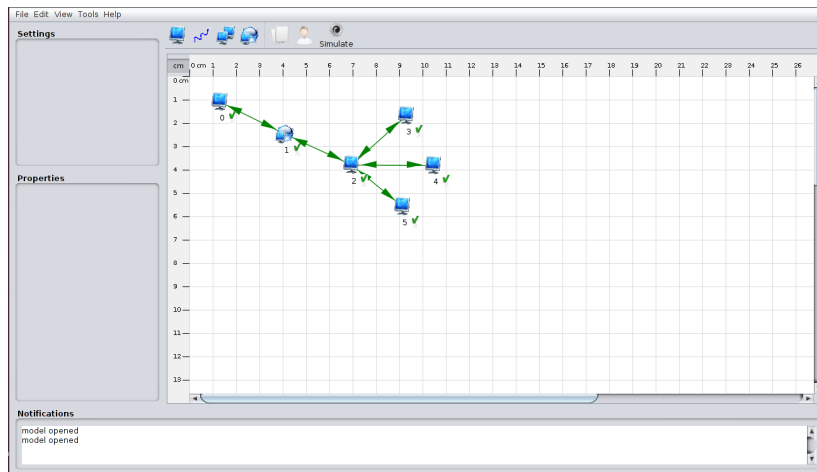 File Edit View Tools Help
Settings
Simulate
cm 0 cm 1 2 3 4 5 6 7 8 9 10 11 12 13 14 15 16 17 18 19 20 21 22 23 24 25 26
0 cm
1
2
3
4
5
6
7
8
9
10
11
12
13
0
1
2
3
4
5
Properties
Notifications
model opened
model opened